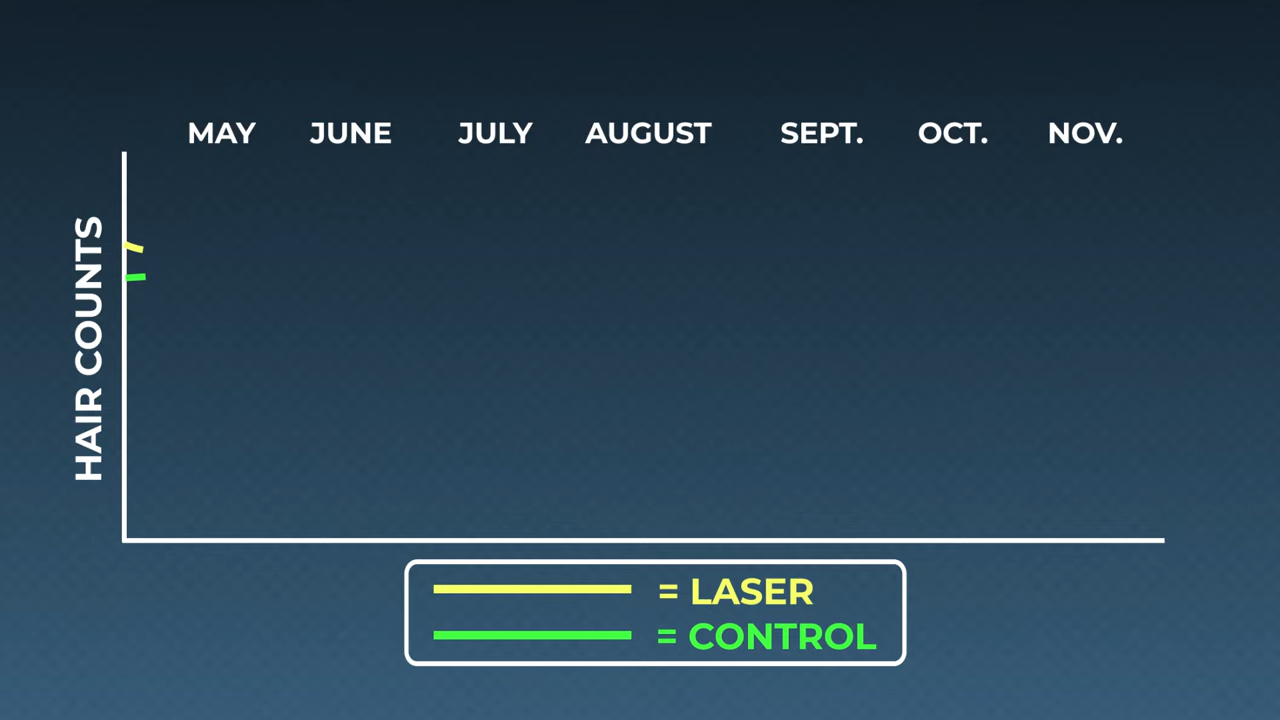 MAY JUNE JULY AUGUST SEPT. OCT. NOV.
HAIR COUNTS
= LASER
= CONTROL